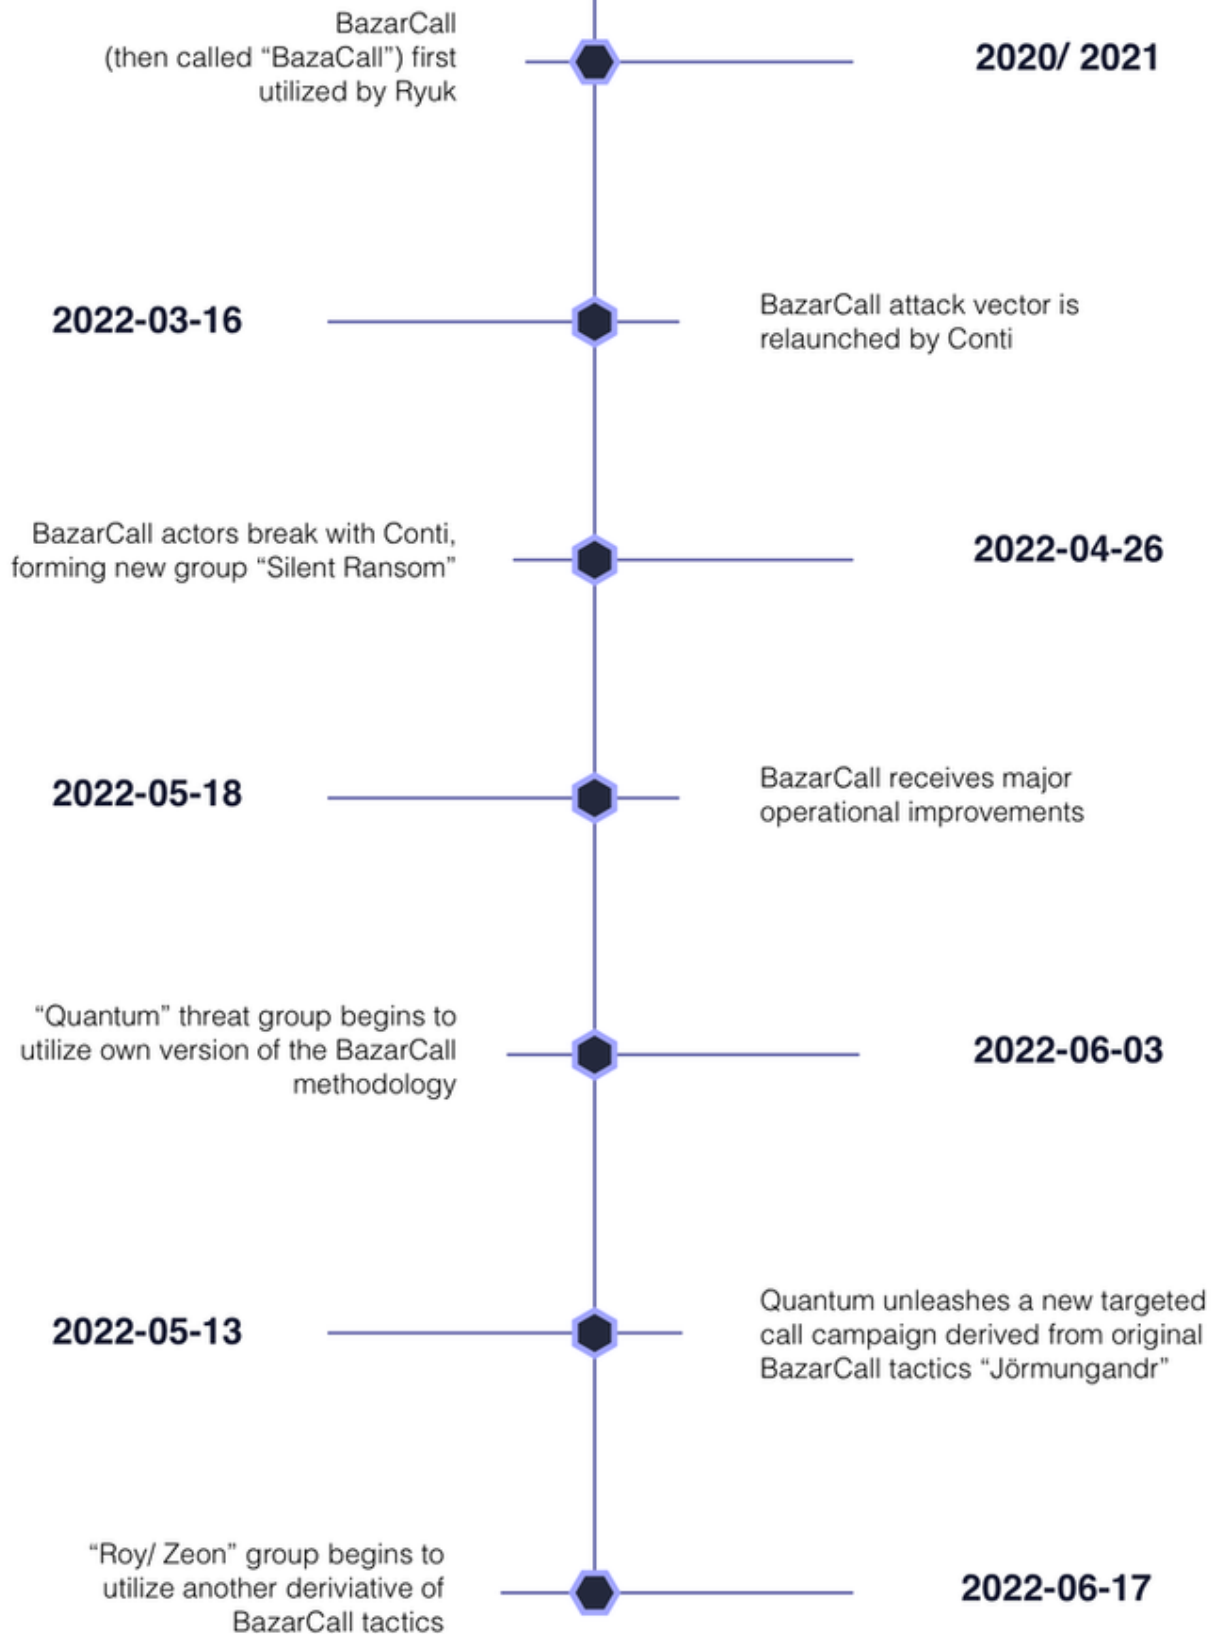 BazarCall
(then called “BazaCall”) first
utilized by Ryuk
2020/ 2021
2022-03-16
BazarCall attack vector is
relaunched by Conti
BazarCall actors break with Conti,
forming new group “Silent Ransom”
2022-04-26
2022-05-18
BazarCall receives major
operational improvements
“Quantum” threat group begins to
utilize own version of the BazarCall
methodology
2022-06-03
2022-05-13
Quantum unleashes a new targeted
call campaign derived from original
BazarCall tactics “Jörmungandr”
“Roy/ Zeon” group begins to
utilize another deriviative of
BazarCall tactics
2022-06-17